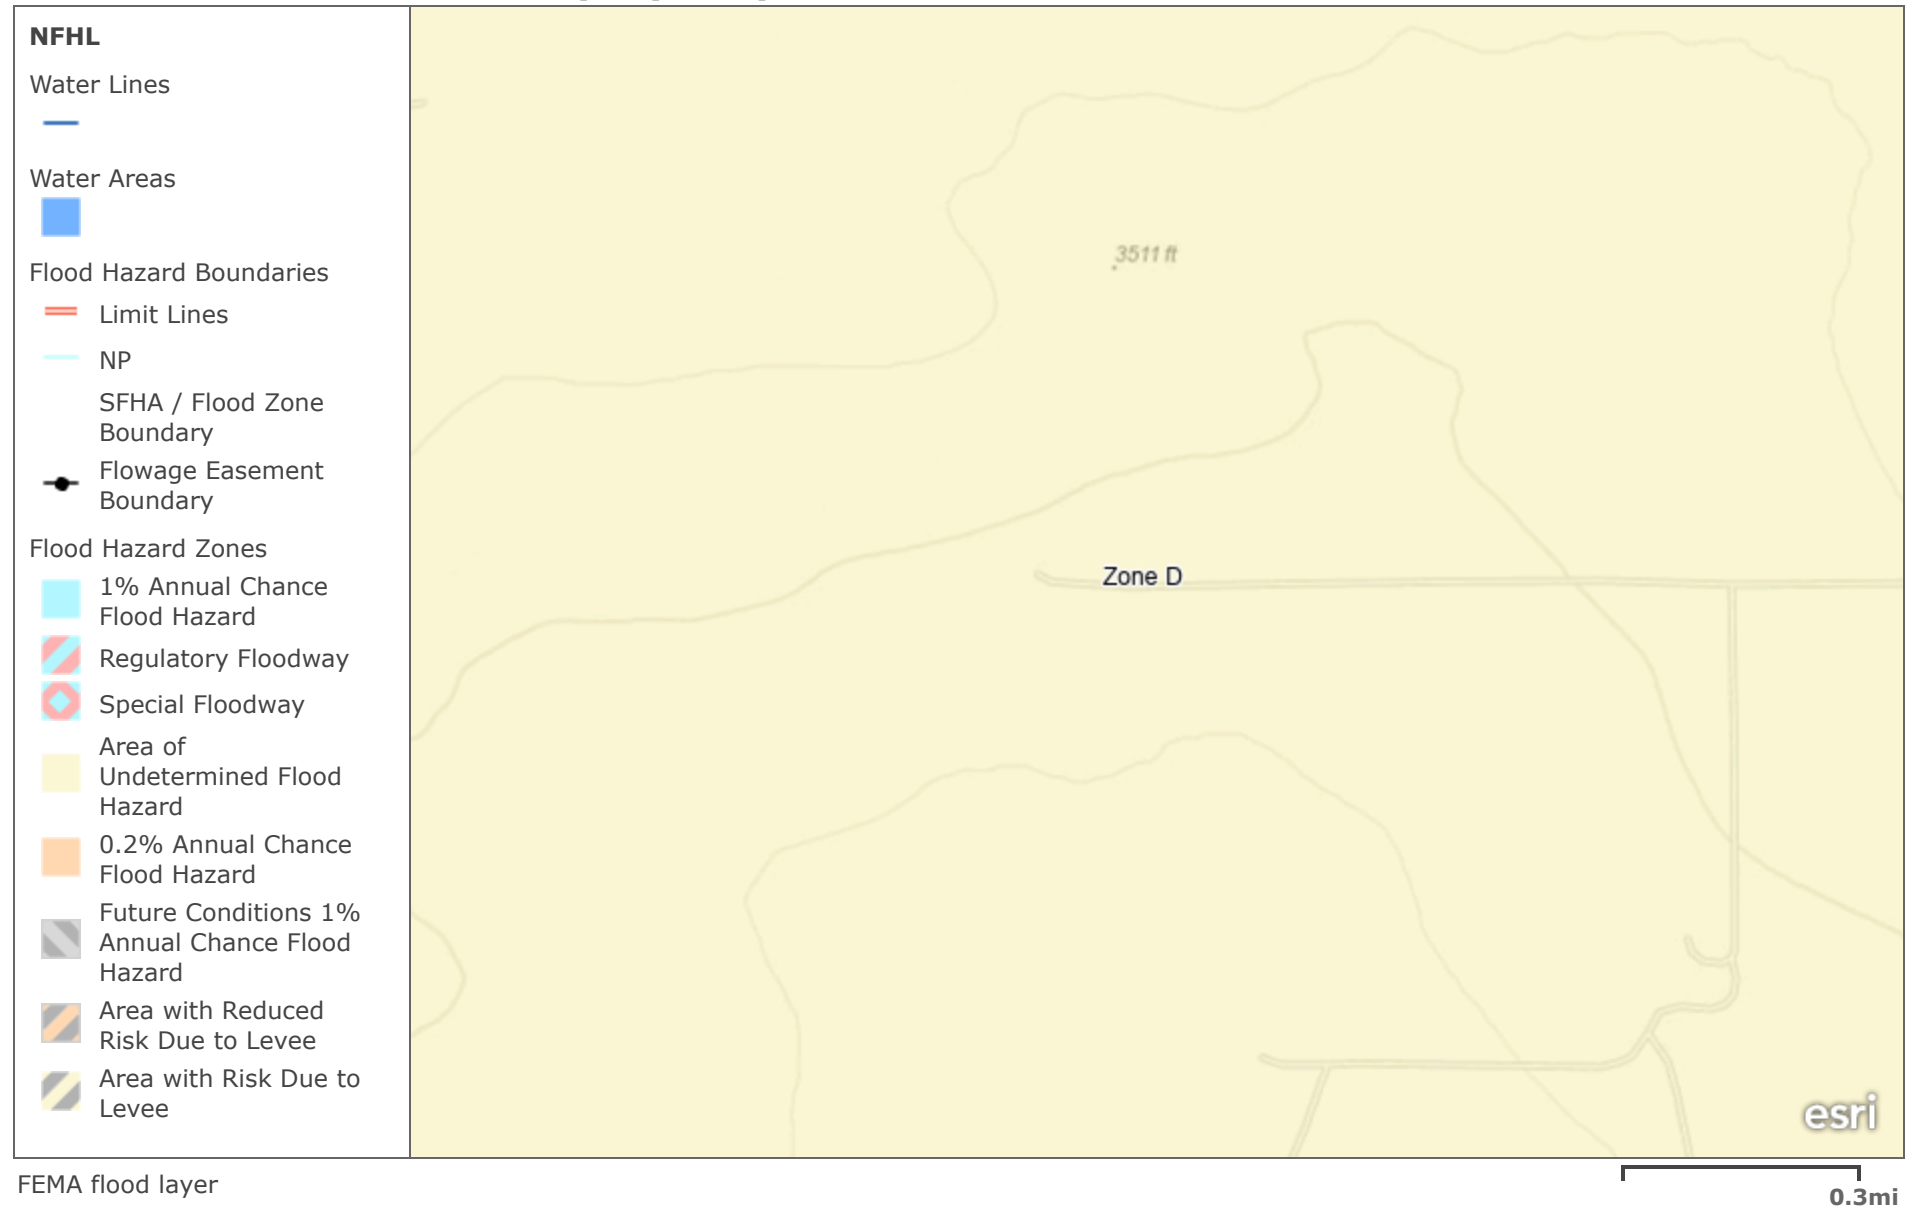 NFHL
Water Lines
Water Areas
Flood Hazard Boundaries
Limit Lines
NP
SFHA / Flood Zone
Boundary
Flowage Easement
Boundary
Flood Hazard Zones
1% Annual Chance
Flood Hazard
Regulatory Floodway
Special Floodway
Area of
Undetermined Flood
Hazard
0.2% Annual Chance
Flood Hazard
Future Conditions 1%
Annual Chance Flood
Hazard
Area with Reduced
Risk Due to Levee
Area with Risk Due to
Levee
3511 ft
Zone D
esri
FEMA flood layer
0.3mi